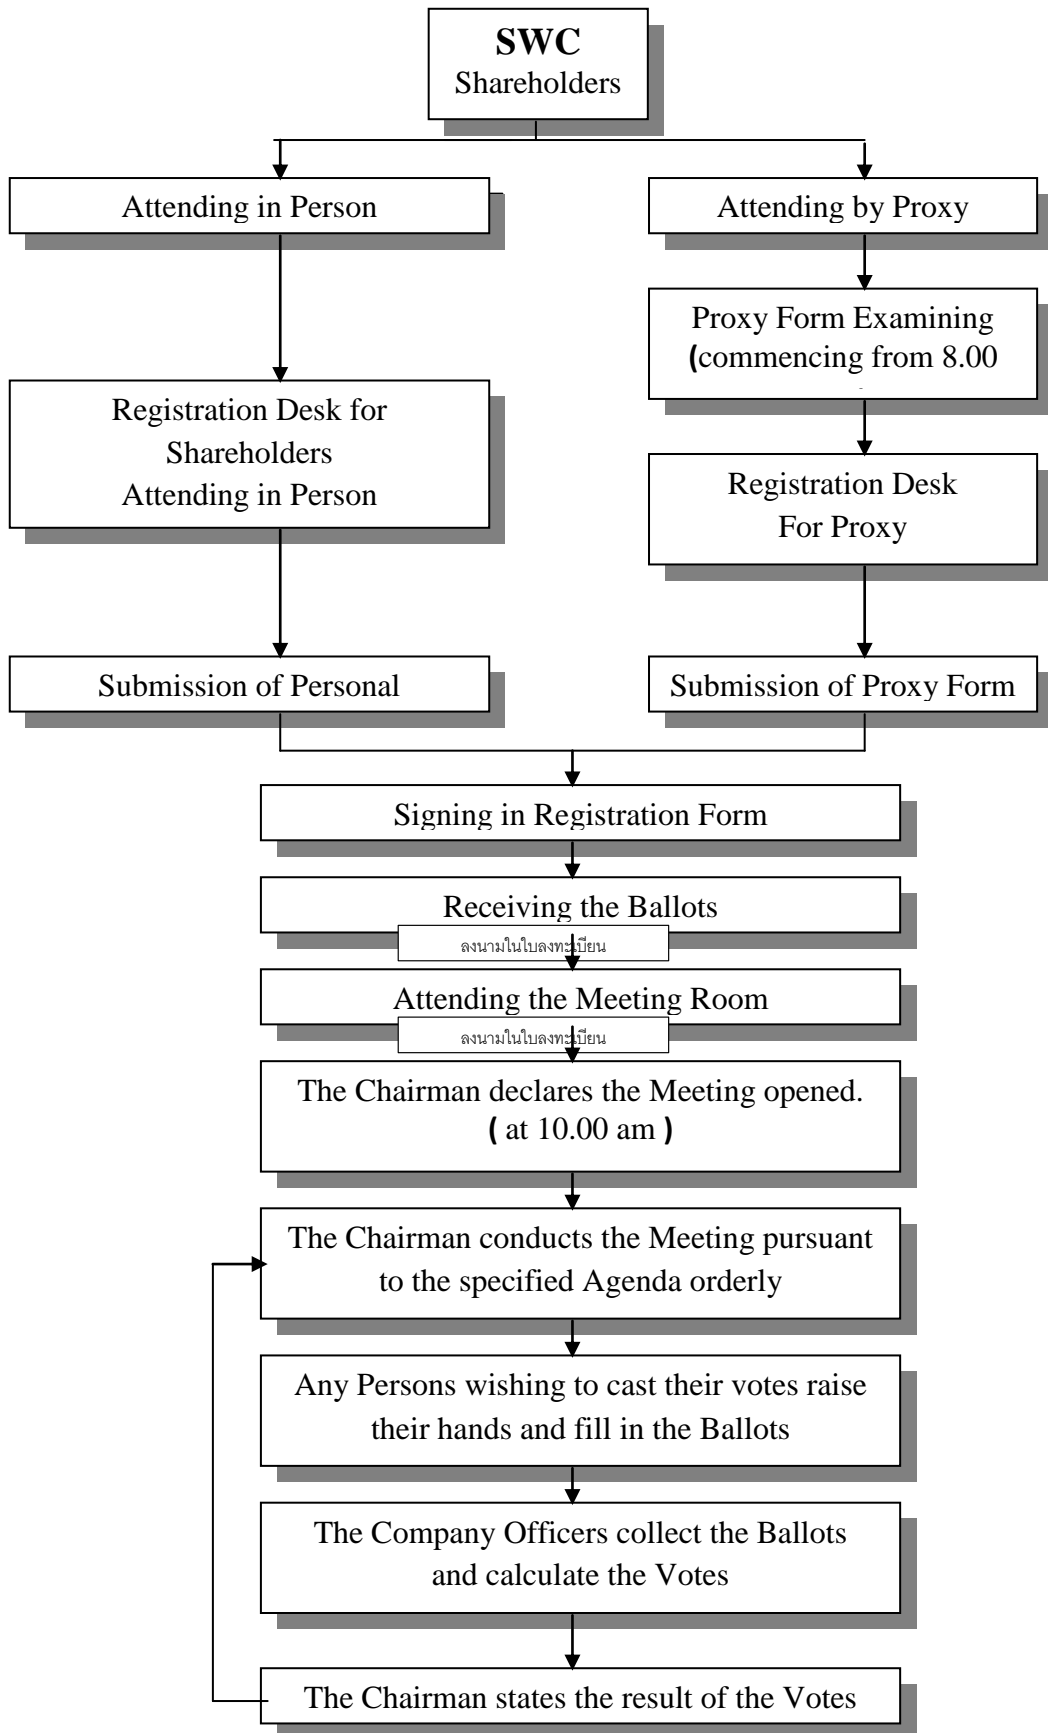 SWC
Shareholders
Attending in Person
Attending by Proxy
Proxy Form Examining
(commencing from 8.00
Registration Desk for
Shareholders
Attending in Person
Registration Desk
For Proxy
Submission of Personal
Submission of Proxy Form
Signing in Registration Form
Receiving the Ballots
ลงนามในใบลงทะเบียน
Attending the Meeting Room
ลงนามในใบลงทะเบียน
The Chairman declares the Meeting opened.
( at 10.00 am )
The Chairman conducts the Meeting pursuant
to the specified Agenda orderly
Any Persons wishing to cast their votes raise
their hands and fill in the Ballots
The Company Officers collect the Ballots
and calculate the Votes
The Chairman states the result of the Votes